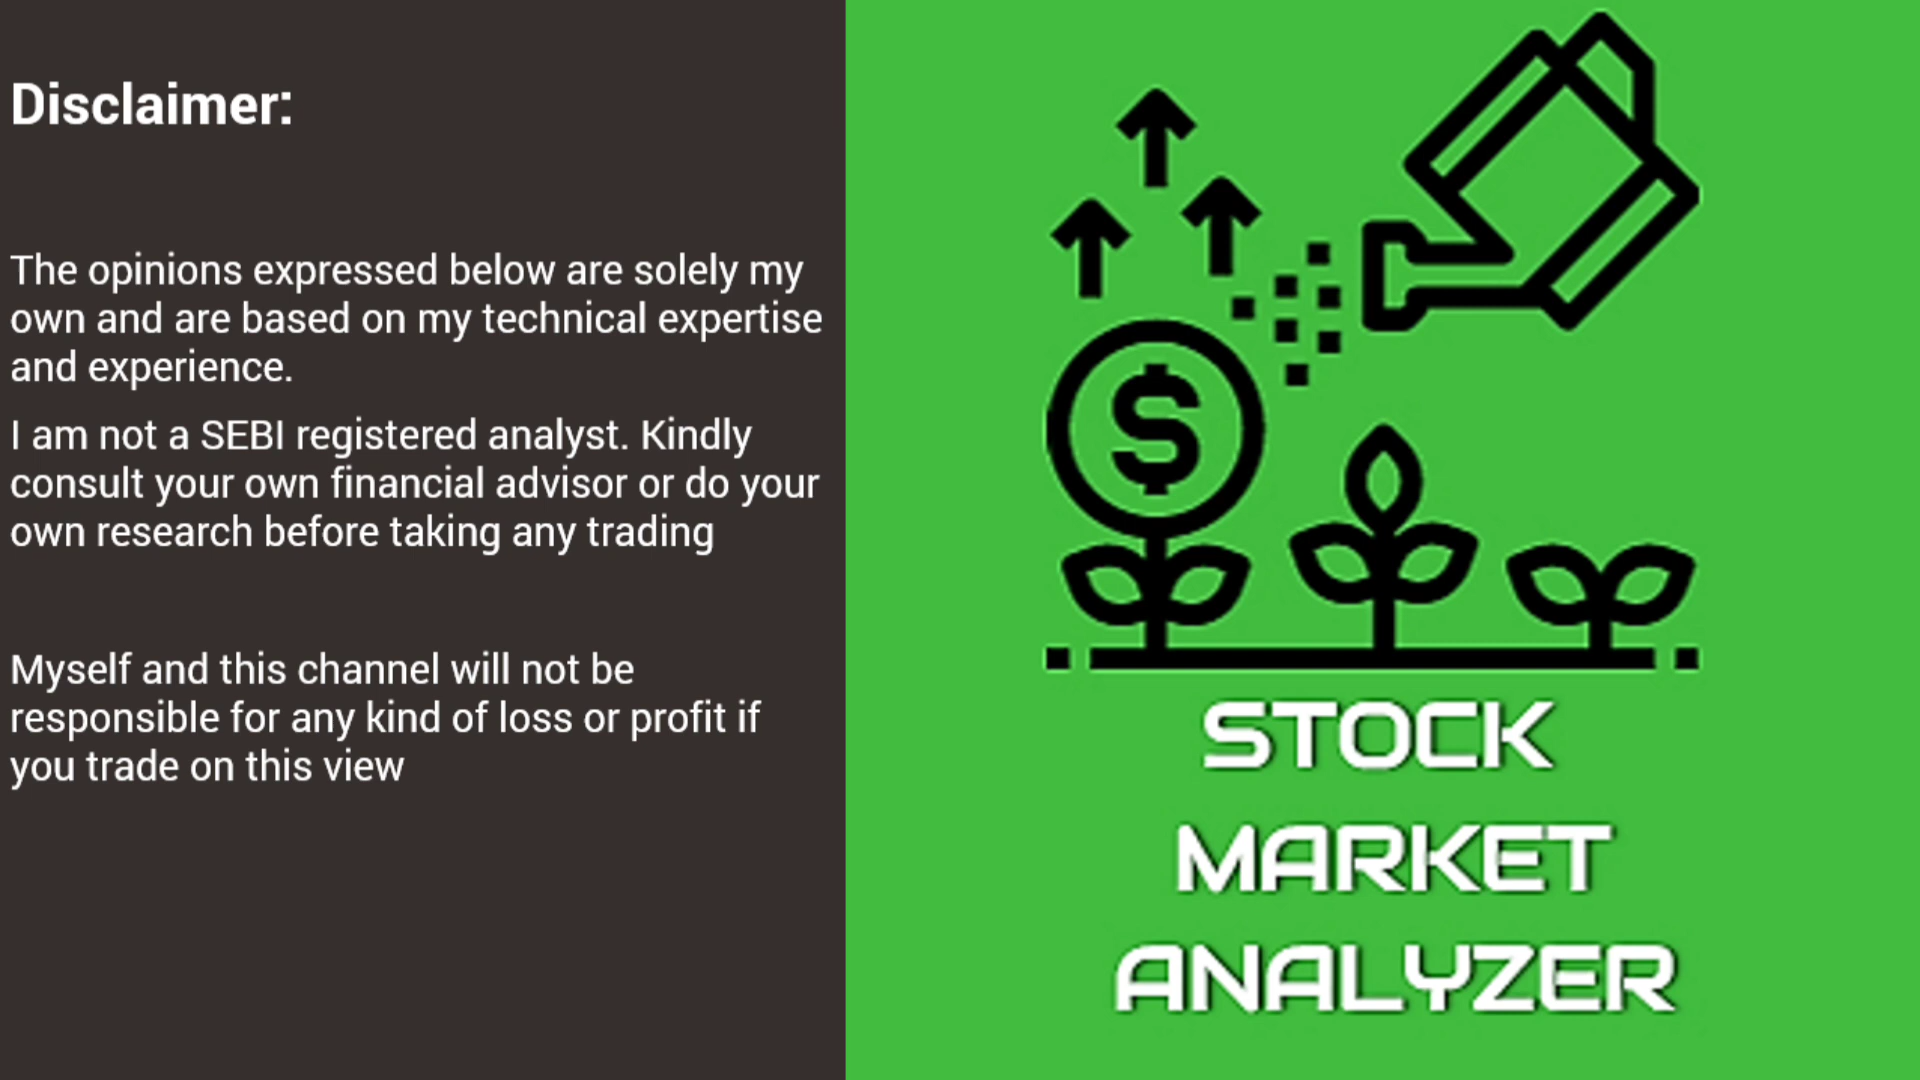 Disclaimer:
The opinions expressed below are solely my
own and are based on my technical expertise
and experience.
I am not a SEBI registered analyst. Kindly
consult your own financial advisor or do your
own research before taking any trading
Myself and this channel will not be
responsible for any kind of loss or profit if
you trade on this view
$
STOCK
MARKET
ANALYZER